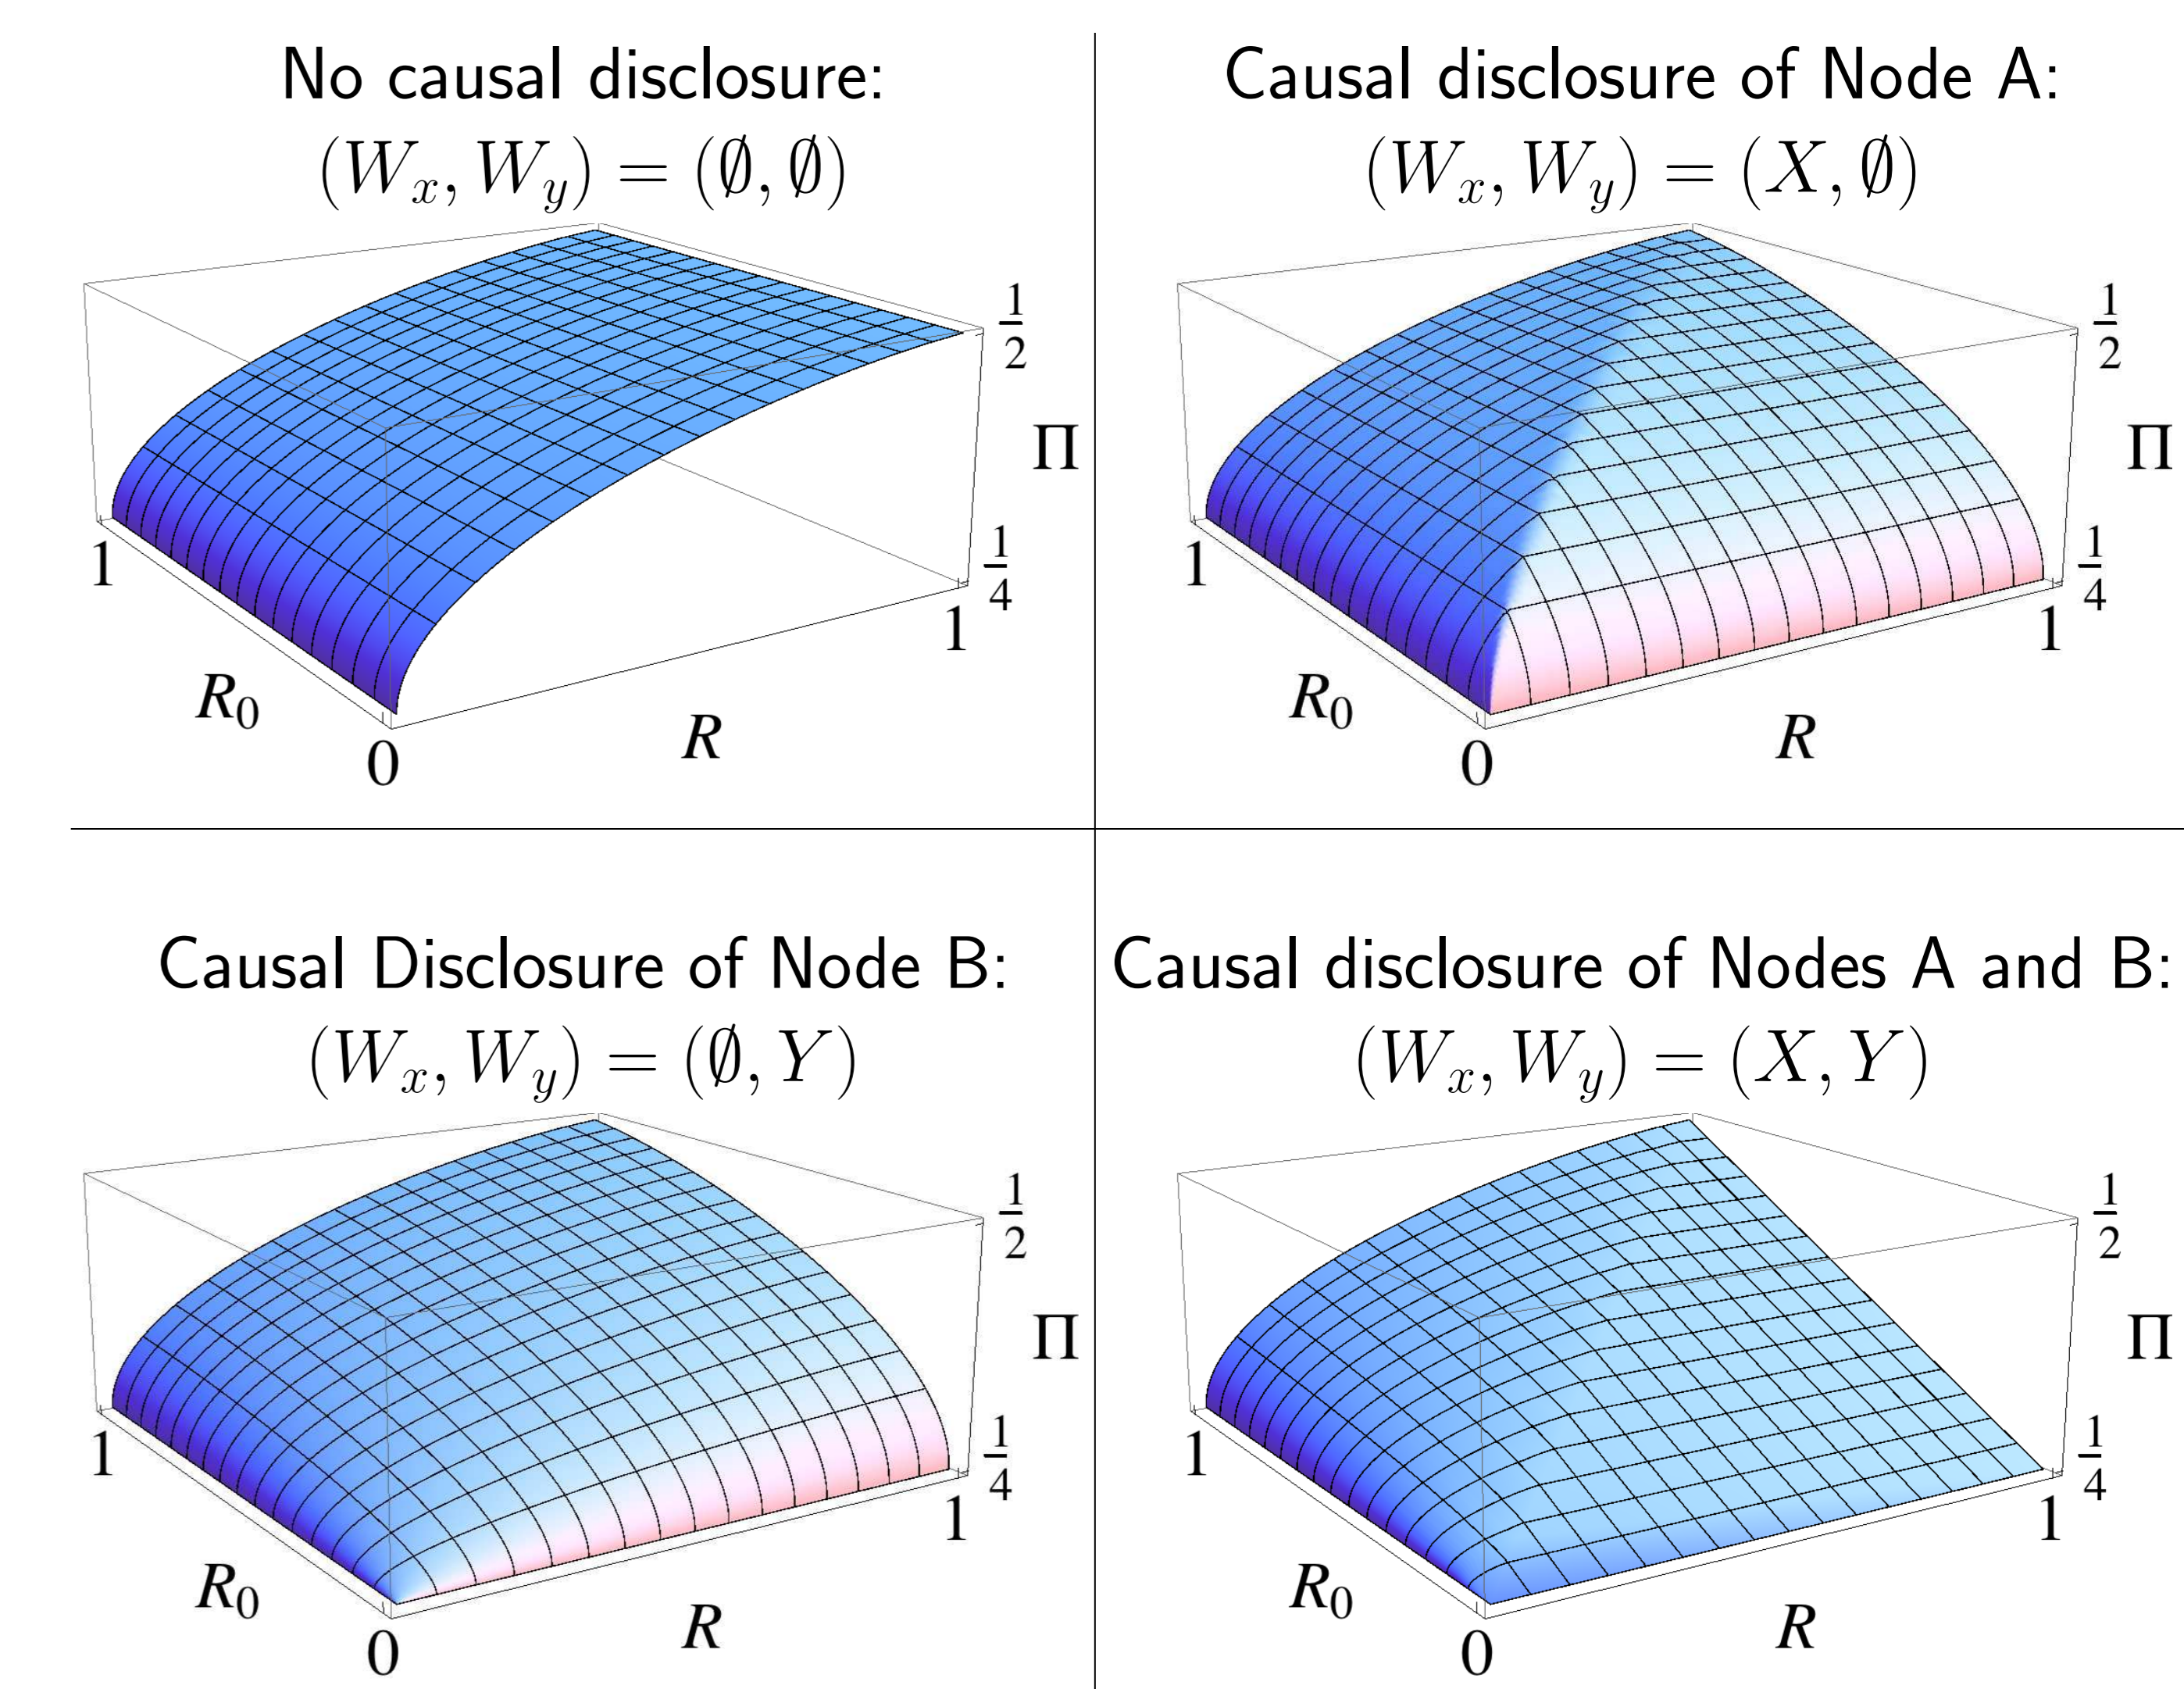 No causal disclosure:
(W_x, W_y) = (∅, ∅)
1/2
Π
1/4
1
R_0
0
R
1
Causal disclosure of Node A:
(W_x, W_y) = (X, ∅)
1/2
Π
1/4
1
R_0
0
R
1
Causal Disclosure of Node B:
(W_x, W_y) = (∅, Y)
1/2
Π
1/4
1
R_0
0
R
1
Causal disclosure of Nodes A and B:
(W_x, W_y) = (X, Y)
1/2
Π
1/4
1
R_0
0
R
1